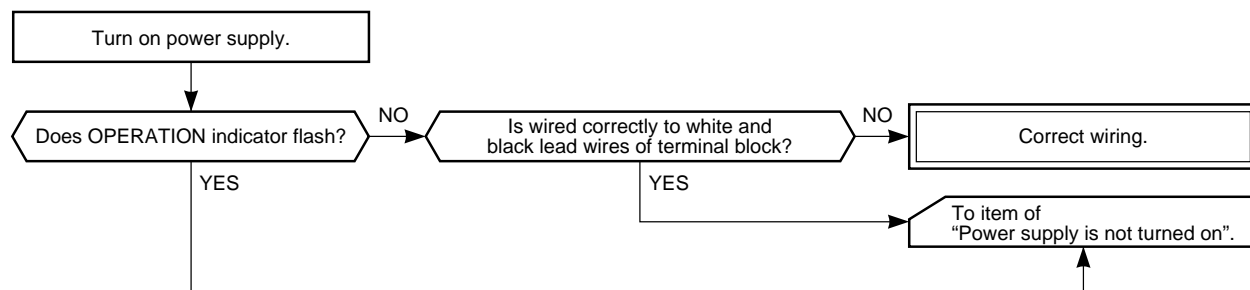 Turn on power supply.
Does OPERATION indicator flash?
NO
Is wired correctly to white and
black lead wires of terminal block?
NO
Correct wiring.
YES
YES
To item of
“Power supply is not turned on”.